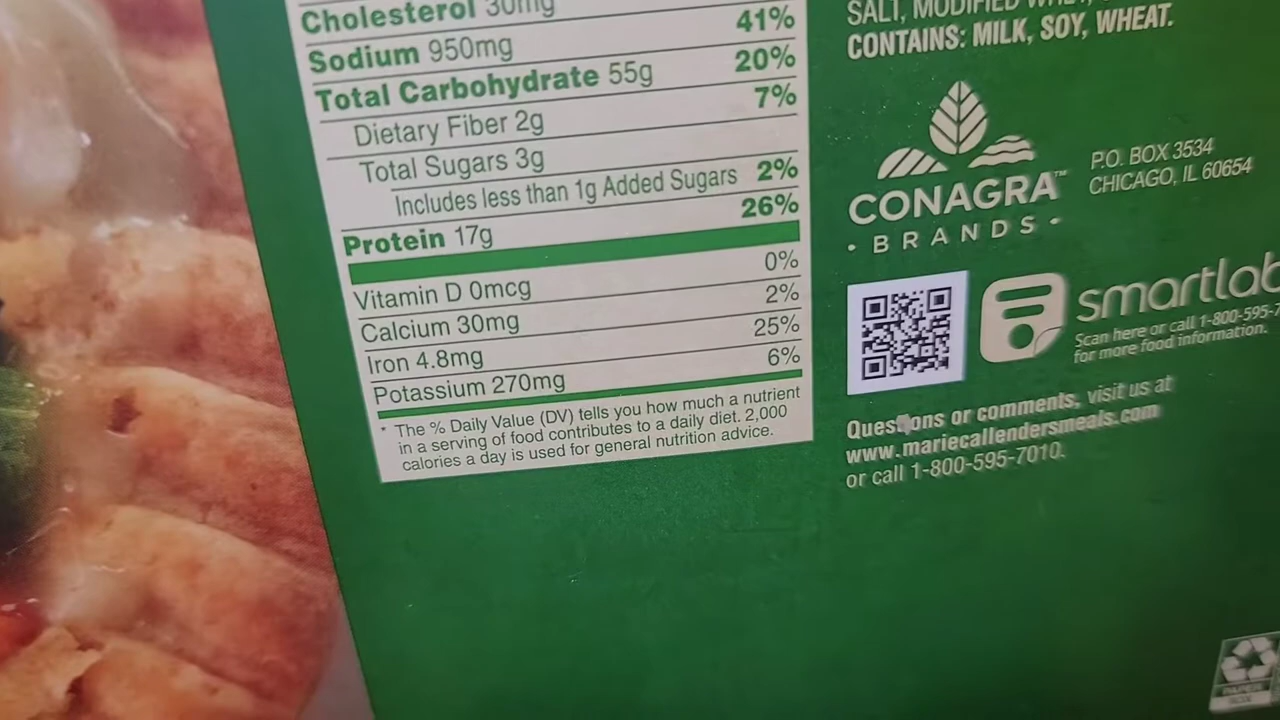 Cholesterol 30mg
Sodium 950mg 41%
Total Carbohydrate 55g 20%
Dietary Fiber 2g 7%
Total Sugars 3g
Includes less than 1g Added Sugars 2%
Protein 17g 26%
Vitamin D 0mcg 0%
Calcium 30mg 2%
Iron 4.8mg 25%
Potassium 270mg 6%
* The % Daily Value (DV) tells you how much a nutrient
in a serving of food contributes to a daily diet. 2,000
calories a day is used for general nutrition advice.
SALT, MODIFIED
CONTAINS: MILK, SOY, WHEAT.
CONAGRA™
• BRANDS •
P.O. BOX 3534
CHICAGO, IL 60654
smartlab
Scan here or call 1-800-595-7
for more food information.
Questions or comments, visit us at
www.mariecallendersmeals.com
or call 1-800-595-7010.
PAPER